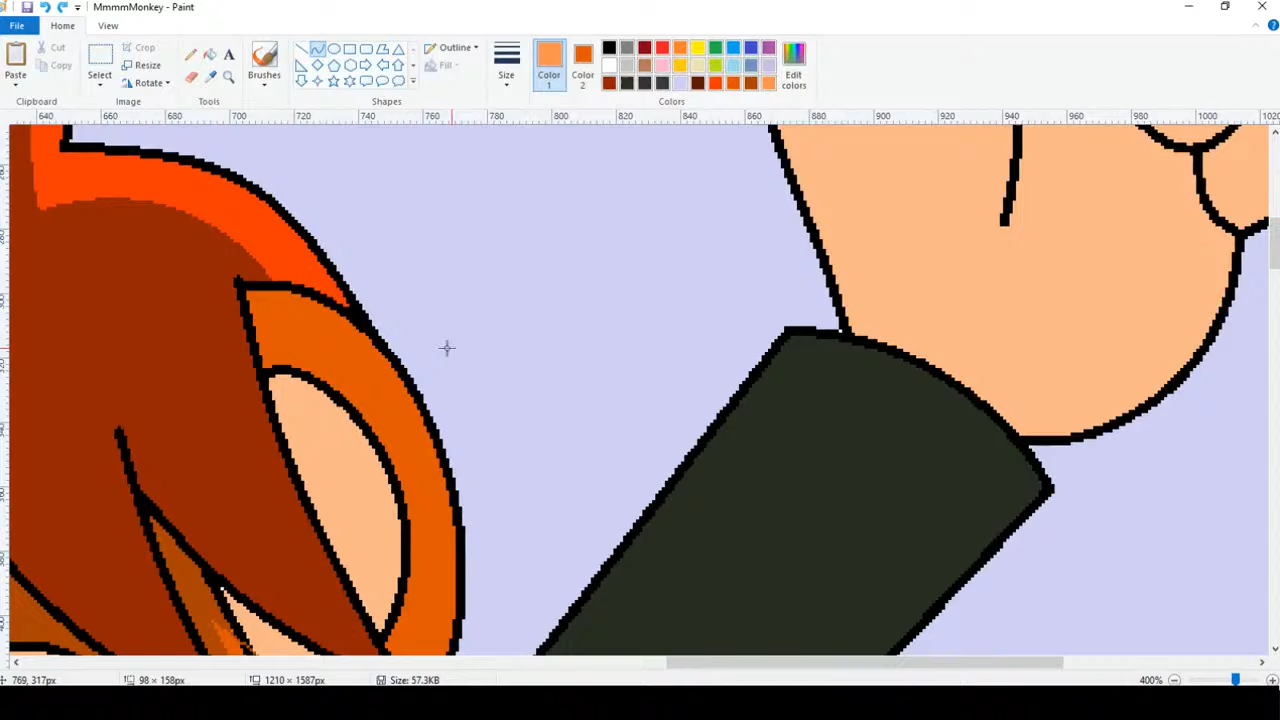 MmmmMonkey - Paint
File
Home
View
Paste
Cut
Copy
Clipboard
Select
Crop
Resize
Rotate
Image
A
Tools
Brushes
Outline
Fill
Shapes
Size
Color
1
Color
2
Edit
colors
Colors
640 660 680 700 720 740 760 780 800 820 840 860 880 900 920 940 960 980 1000 1020
769, 317px
98 × 158px
1210 × 1587px
Size: 57.3KB
400%